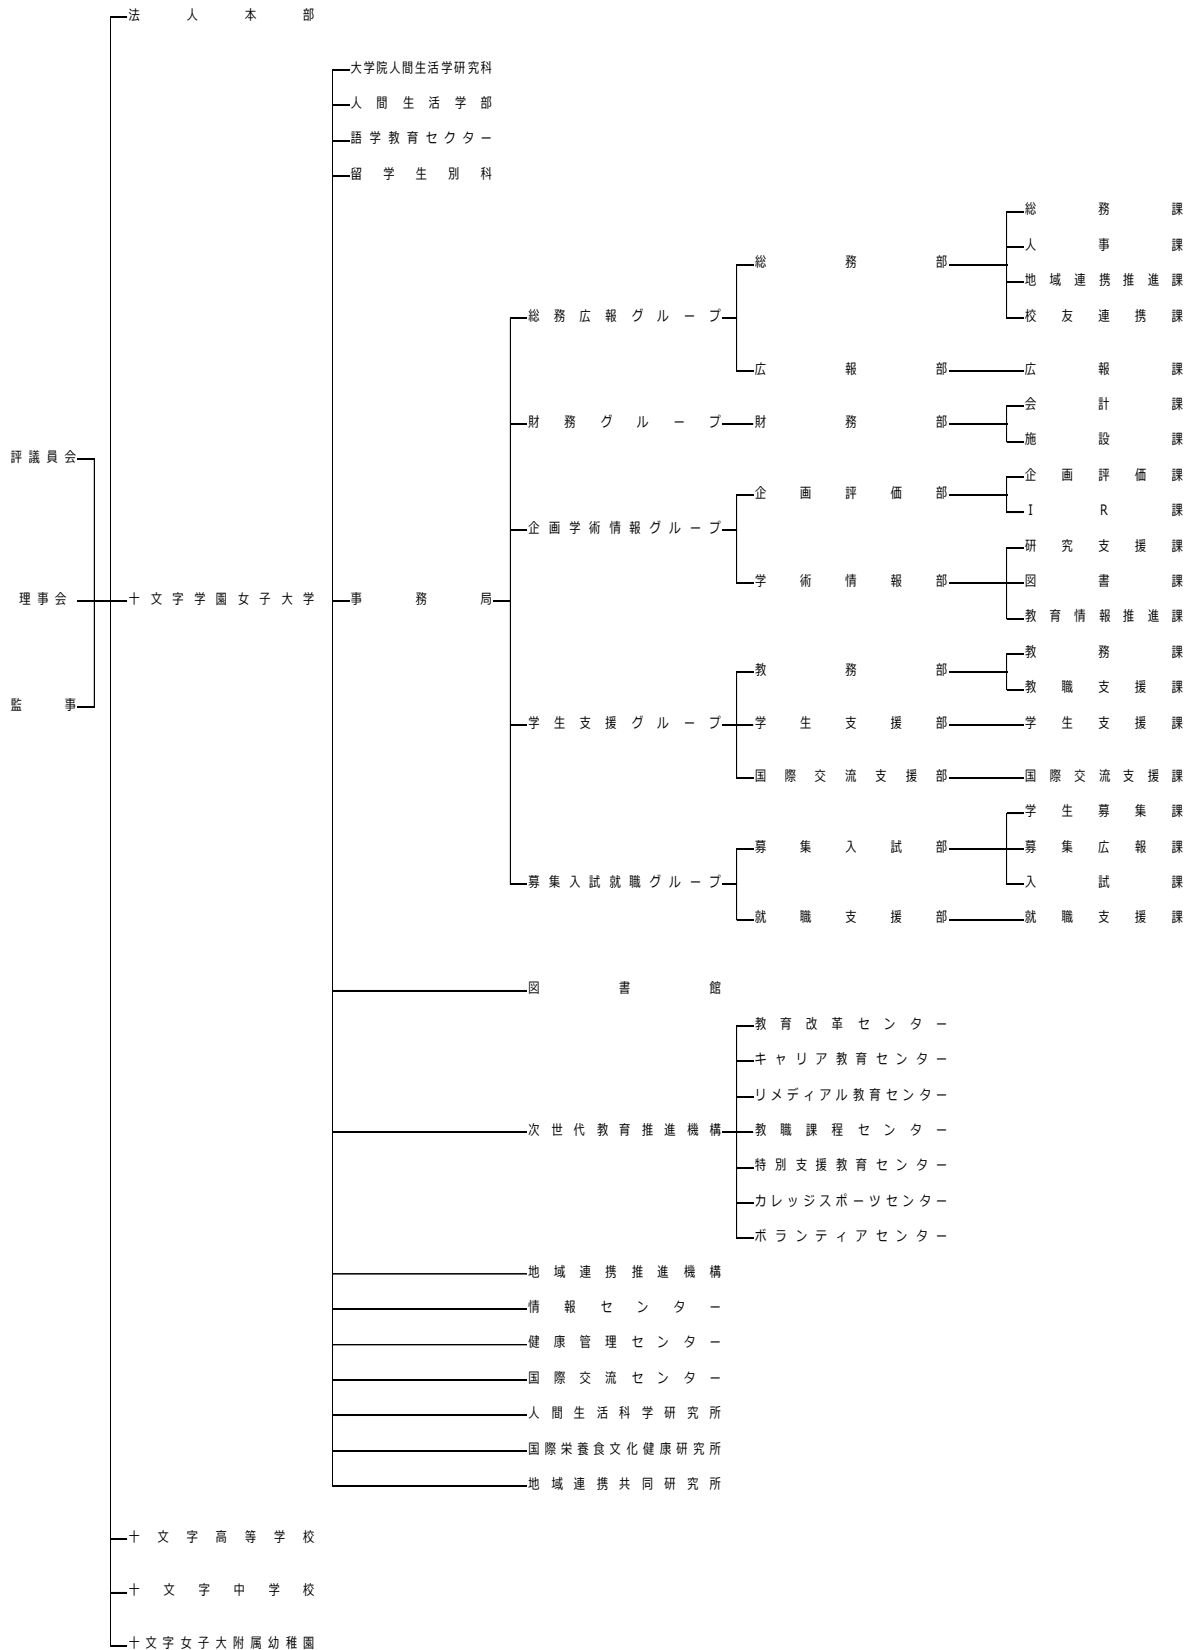 法人本部
大学院人間生活学研究科
人間生活学部
語学教育セクター
留学生別科
総務課
人事課
総務部
地域連携推進課
総務広報グループ
校友連携課
広報部
広報課
会計課
財務グループ
財務部
施設課
評議員会
企画評価課
企画評価部
IR課
企画学術情報グループ
研究支援課
学術情報部
図書課
理事会
十文字学園女子大学
事務局
教育情報推進課
教務課
教務部
教職支援課
監事
学生支援グループ
学生支援部
学生支援課
国際交流支援部
国際交流支援課
学生募集課
募集入試部
募集広報課
募集入試就職グループ
入試課
就職支援部
就職支援課
図書館
教育改革センター
キャリア教育センター
リメディアル教育センター
次世代教育推進機構
教職課程センター
特別支援教育センター
カレッジスポーツセンター
ボランティアセンター
地域連携推進機構
情報センター
健康管理センター
国際交流センター
人間生活科学研究所
国際栄養食文化健康研究所
地域連携共同研究所
十文字高等学校
十文字中学校
十文字女子大附属幼稚園